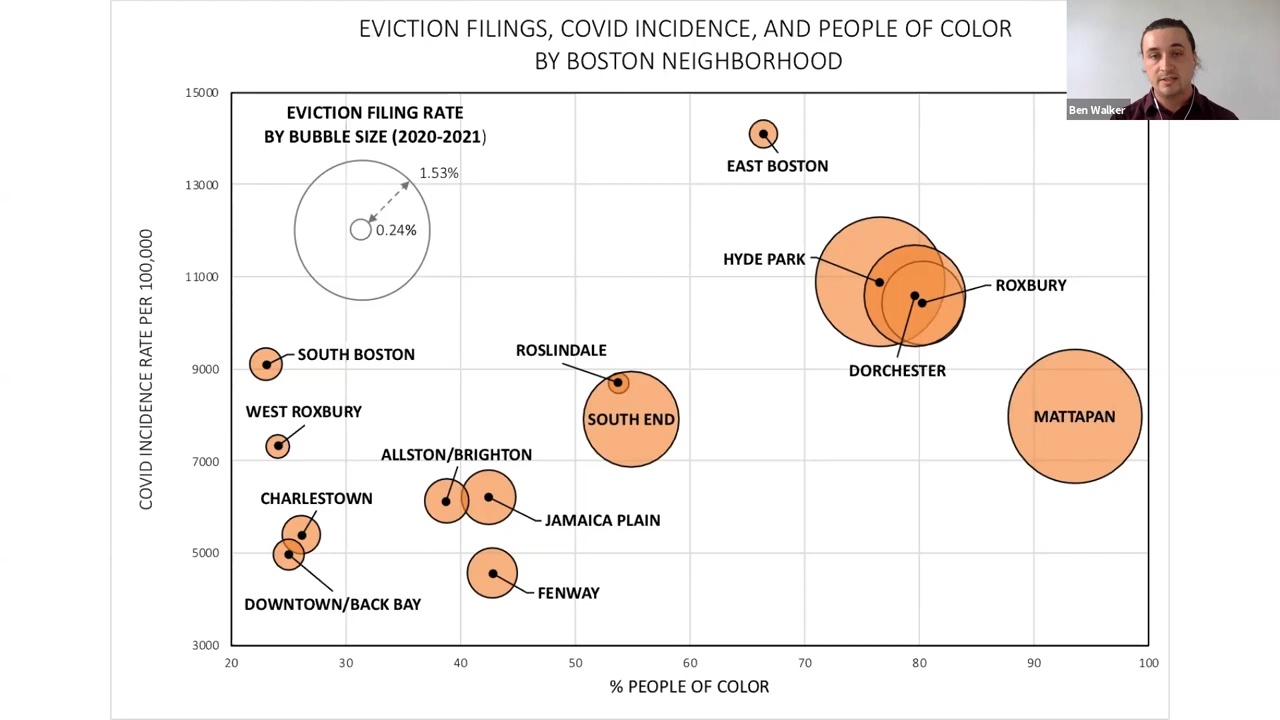 EVICTION FILINGS, COVID INCIDENCE, AND PEOPLE OF COLOR
BY BOSTON NEIGHBORHOOD
Ben Walker
15000
EVICTION FILING RATE
BY BUBBLE SIZE (2020-2021)
1.53%
0.24%
EAST BOSTON
13000
HYDE PARK
11000
ROXBURY
SOUTH BOSTON
ROSLINDALE
DORCHESTER
9000
WEST ROXBURY
SOUTH END
MATTAPAN
ALLSTON/BRIGHTON
7000
CHARLESTOWN
JAMAICA PLAIN
5000
DOWNTOWN/BACK BAY
FENWAY
3000
COVID INCIDENCE RATE PER 100,000
20 30 40 50 60 70 80 90 100
% PEOPLE OF COLOR